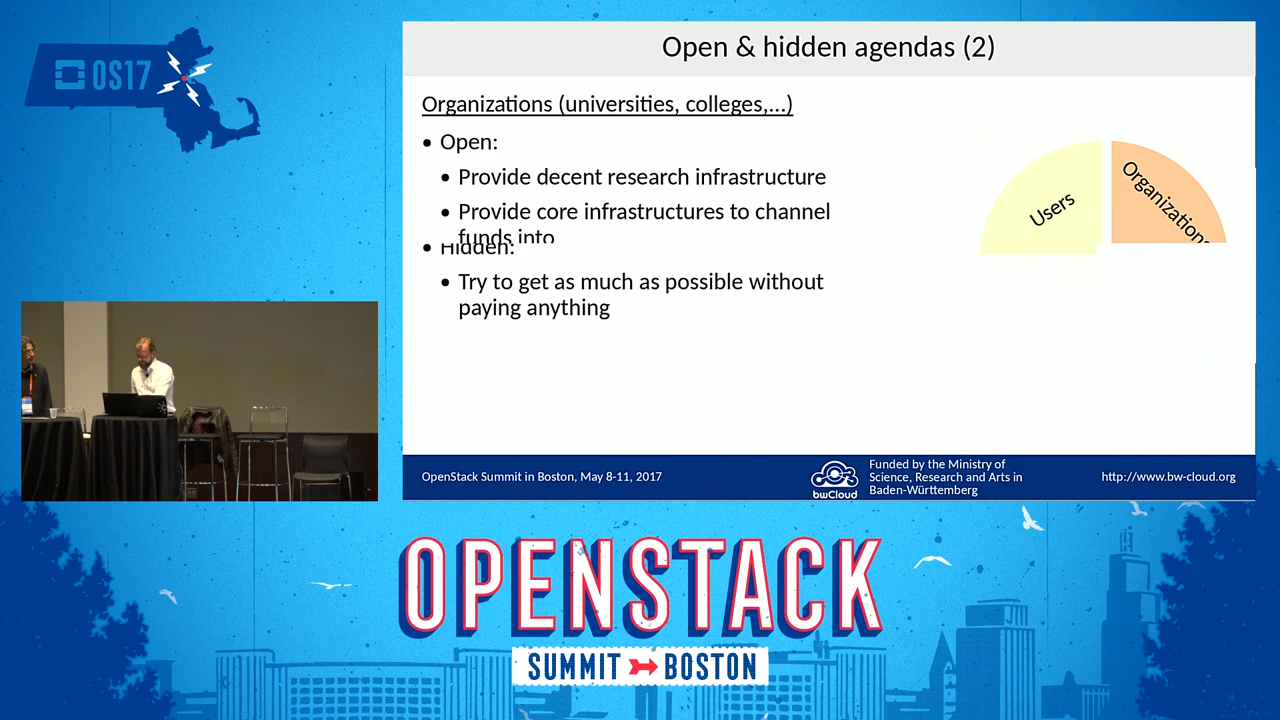 OS17
Open & hidden agendas (2)
Organizations (universities, colleges,...)
• Open:
• Provide decent research infrastructure
• Provide core infrastructures to channel
funds into
• Hidden:
• Try to get as much as possible without
paying anything
Users
Organizations
OpenStack Summit in Boston, May 8-11, 2017
bwCloud
Funded by the Ministry of
Science, Research and Arts in
Baden-Württemberg
http://www.bw-cloud.org
OPENSTACK
SUMMIT BOSTON